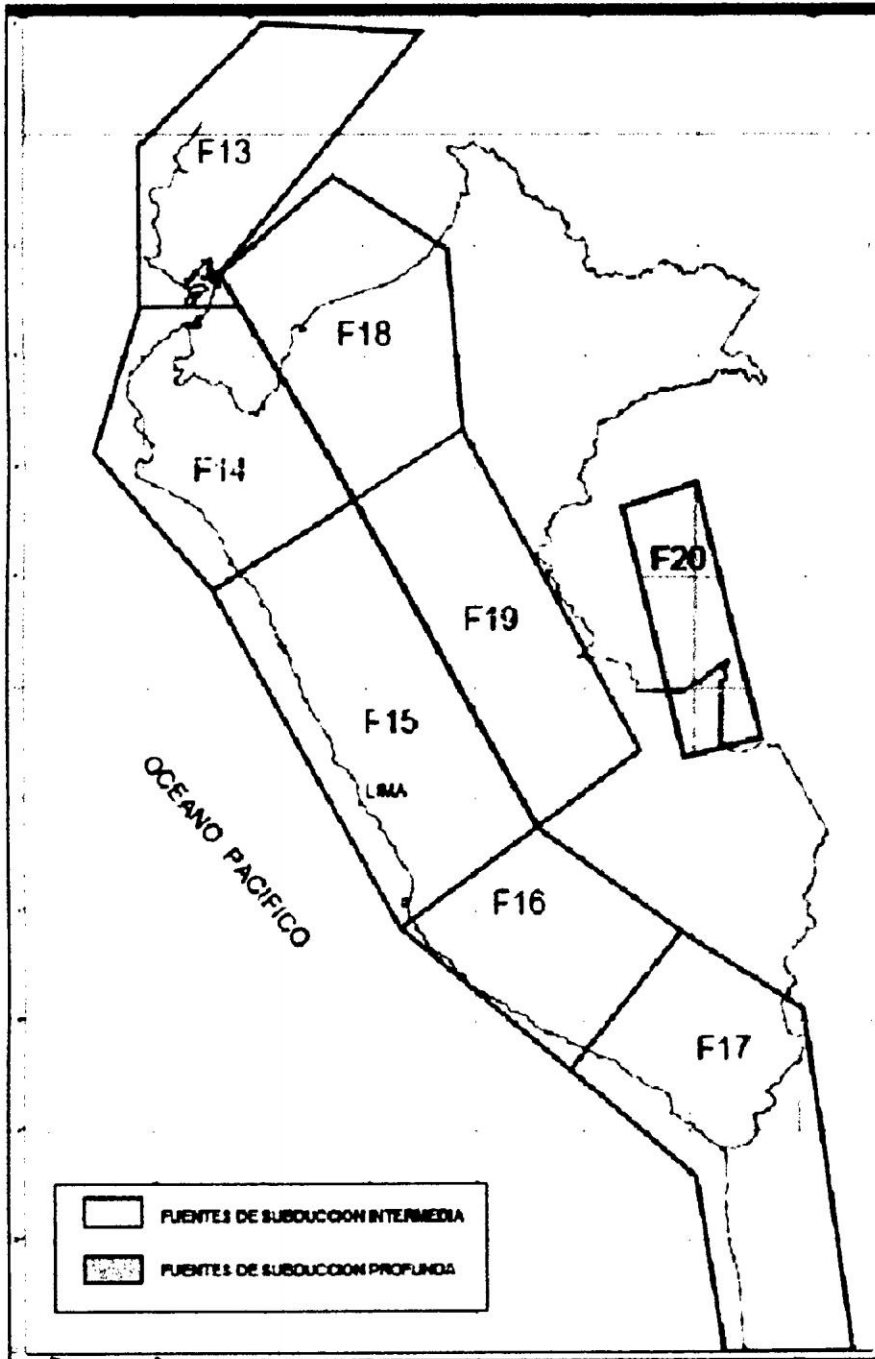 F13
F18
F14
F20
F19
F15
LIMA
OCEANO PACIFICO
F16
F17
FUENTES DE SUBDUCCION INTERMEDIA
FUENTES DE SUBDUCCION PROFUNDA